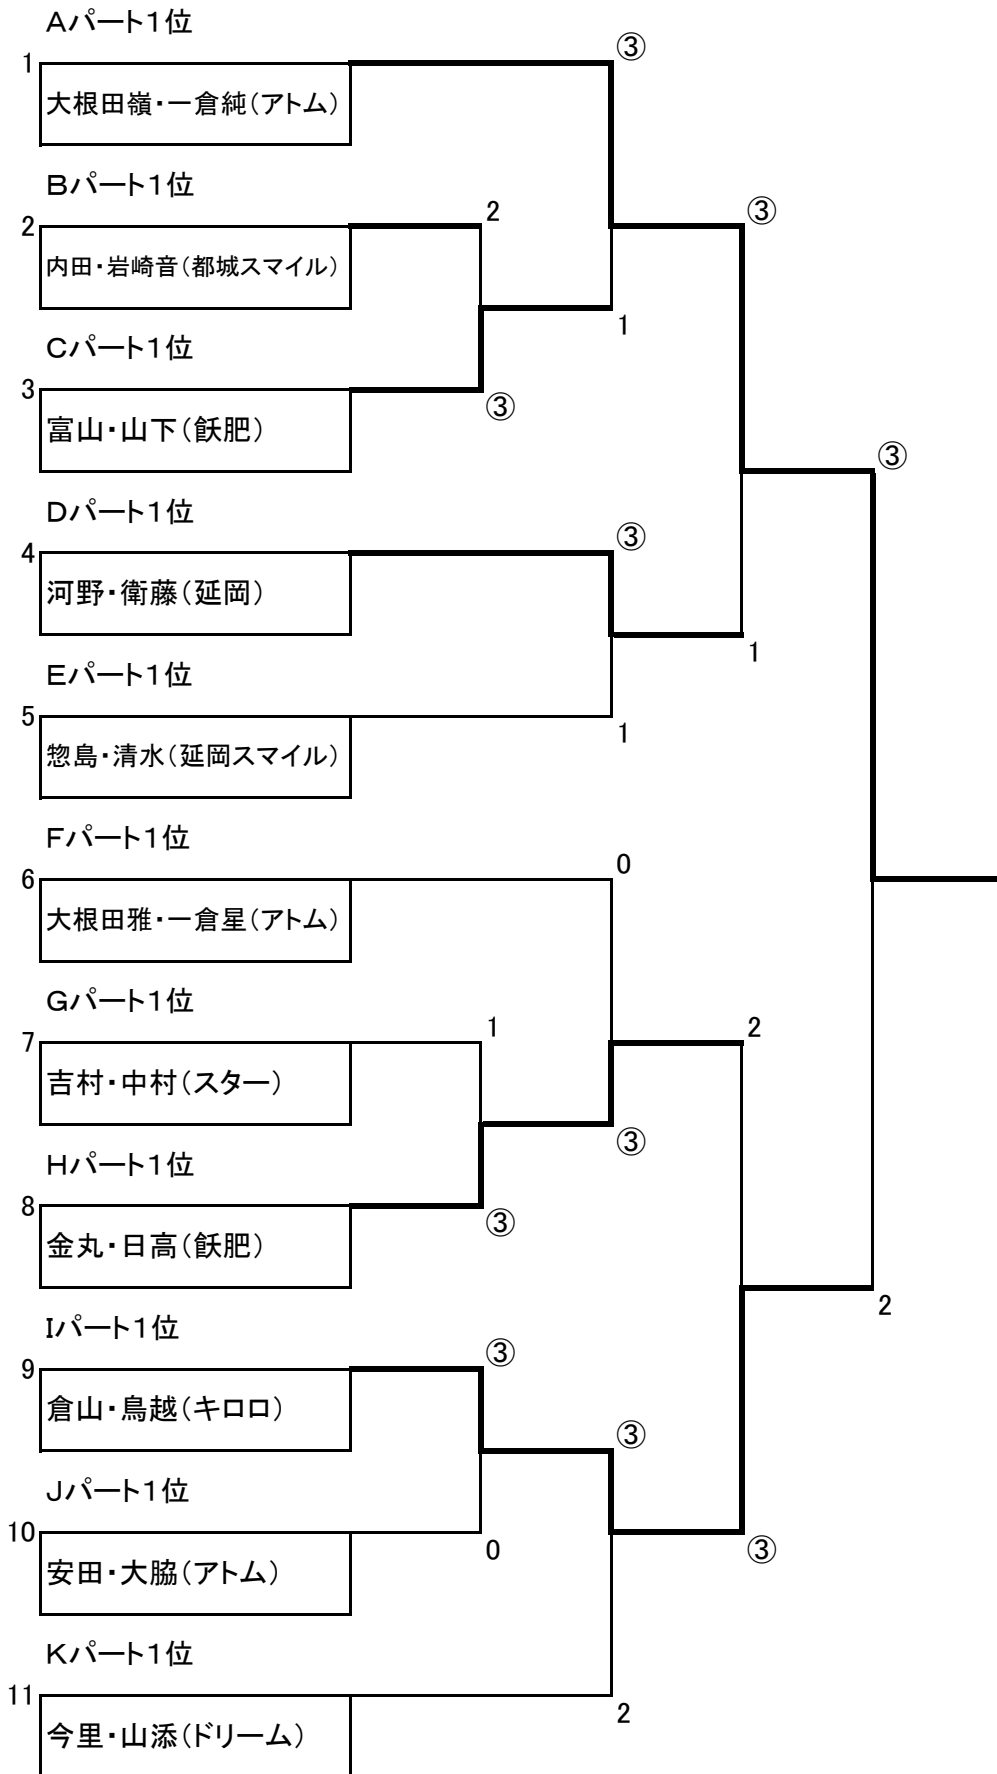 Aパート1位
③
1
大根田嶺・一倉純(アトム)
Bパート1位
③
2
2
内田・岩崎音(都城スマイル)
1
Cパート1位
3
③
富山・山下(飫肥)
③
Dパート1位
③
4
河野・衛藤(延岡)
1
Eパート1位
5
1
惣島・清水(延岡スマイル)
Fパート1位
0
6
大根田雅・一倉星(アトム)
Gパート1位
1
2
7
吉村・中村(スター)
③
Hパート1位
8
③
金丸・日高(飫肥)
2
Iパート1位
③
9
倉山・鳥越(キロロ)
③
Jパート1位
10
0
③
安田・大脇(アトム)
Kパート1位
11
2
今里・山添(ドリーム)